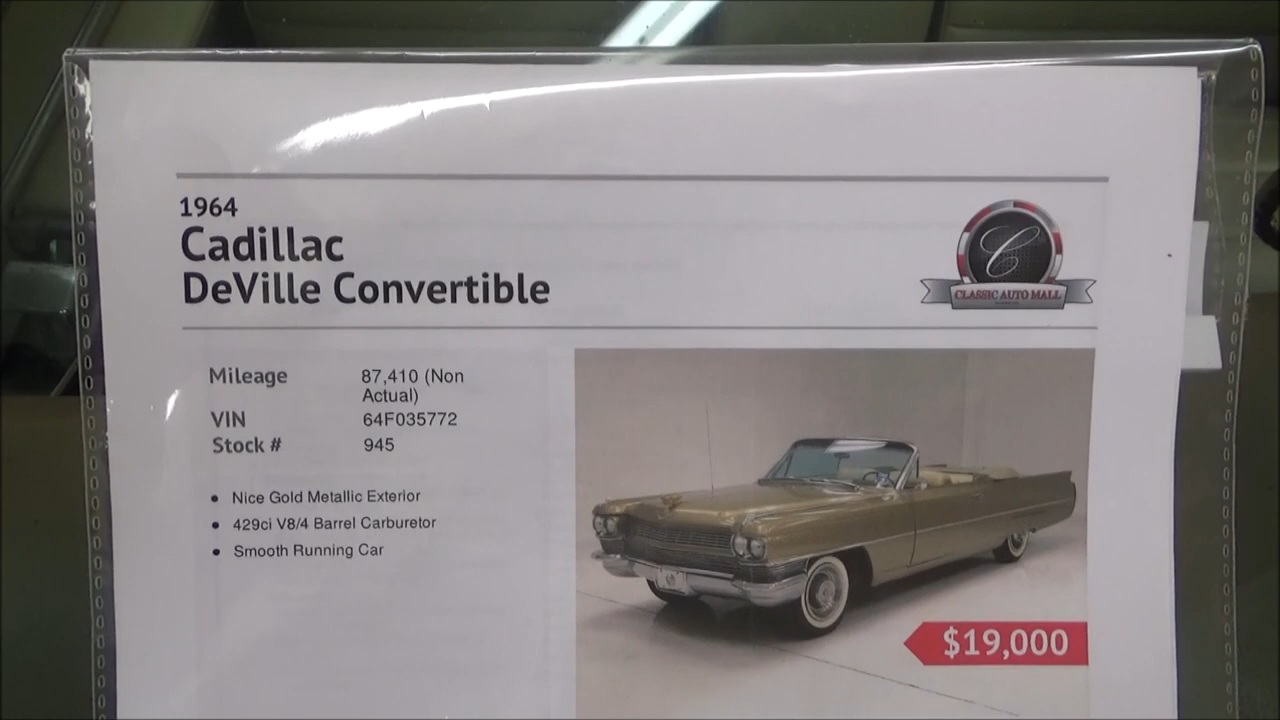 1964
Cadillac
DeVille Convertible
CLASSIC AUTO MALL
Mileage 87,410 (Non
Actual)
VIN 64F035772
Stock # 945
• Nice Gold Metallic Exterior
• 429ci V8/4 Barrel Carburetor
• Smooth Running Car
$19,000